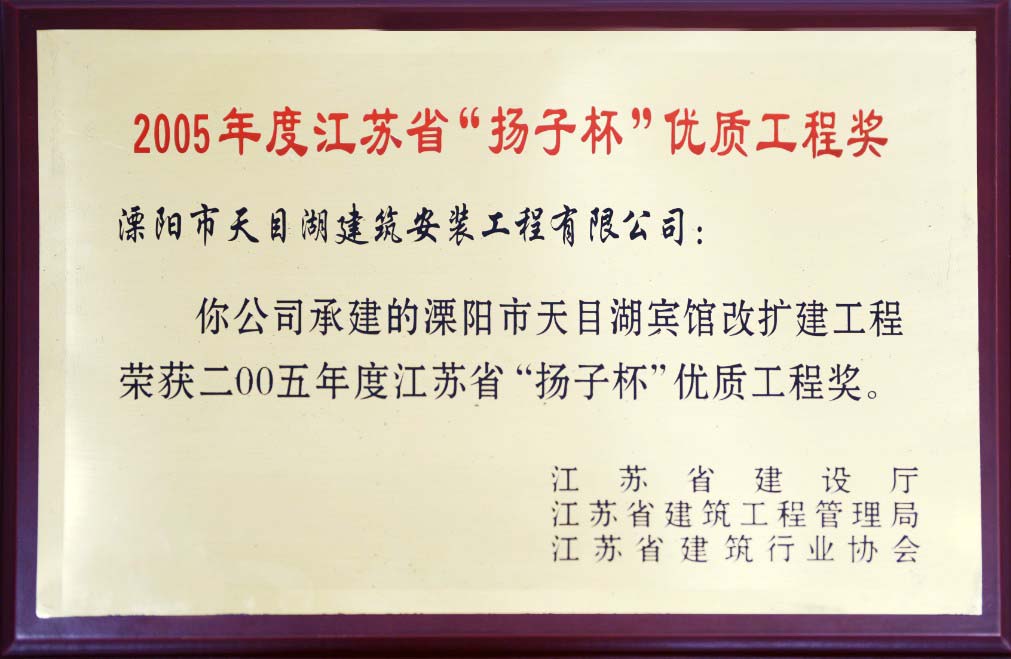 2005年度江苏省“扬子杯”优质工程奖
溧阳市天目湖建筑安装工程有限公司：
你公司承建的溧阳市天目湖宾馆改扩建工程
荣获二00五年度江苏省“扬子杯”优质工程奖。
江苏省建设厅
江苏省建筑工程管理局
江苏省建筑行业协会